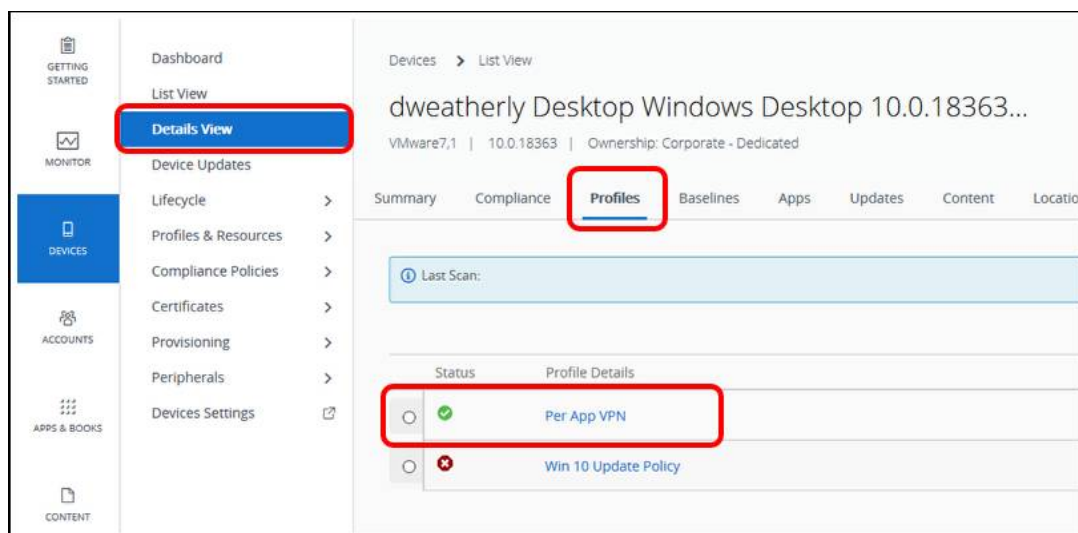 GETTING
STARTED
MONITOR
DEVICES
ACCOUNTS
APPS & BOOKS
CONTENT
Dashboard
List View
Details View
Device Updates
Lifecycle
Profiles & Resources
Compliance Policies
Certificates
Provisioning
Peripherals
Devices Settings
Devices > List View
dweatherly Desktop Windows Desktop 10.0.18363...
VMware7,1 | 10.0.18363 | Ownership: Corporate - Dedicated
Summary Compliance Profiles Baselines Apps Updates Content Locatio
Last Scan:
Status Profile Details
Per App VPN
Win 10 Update Policy